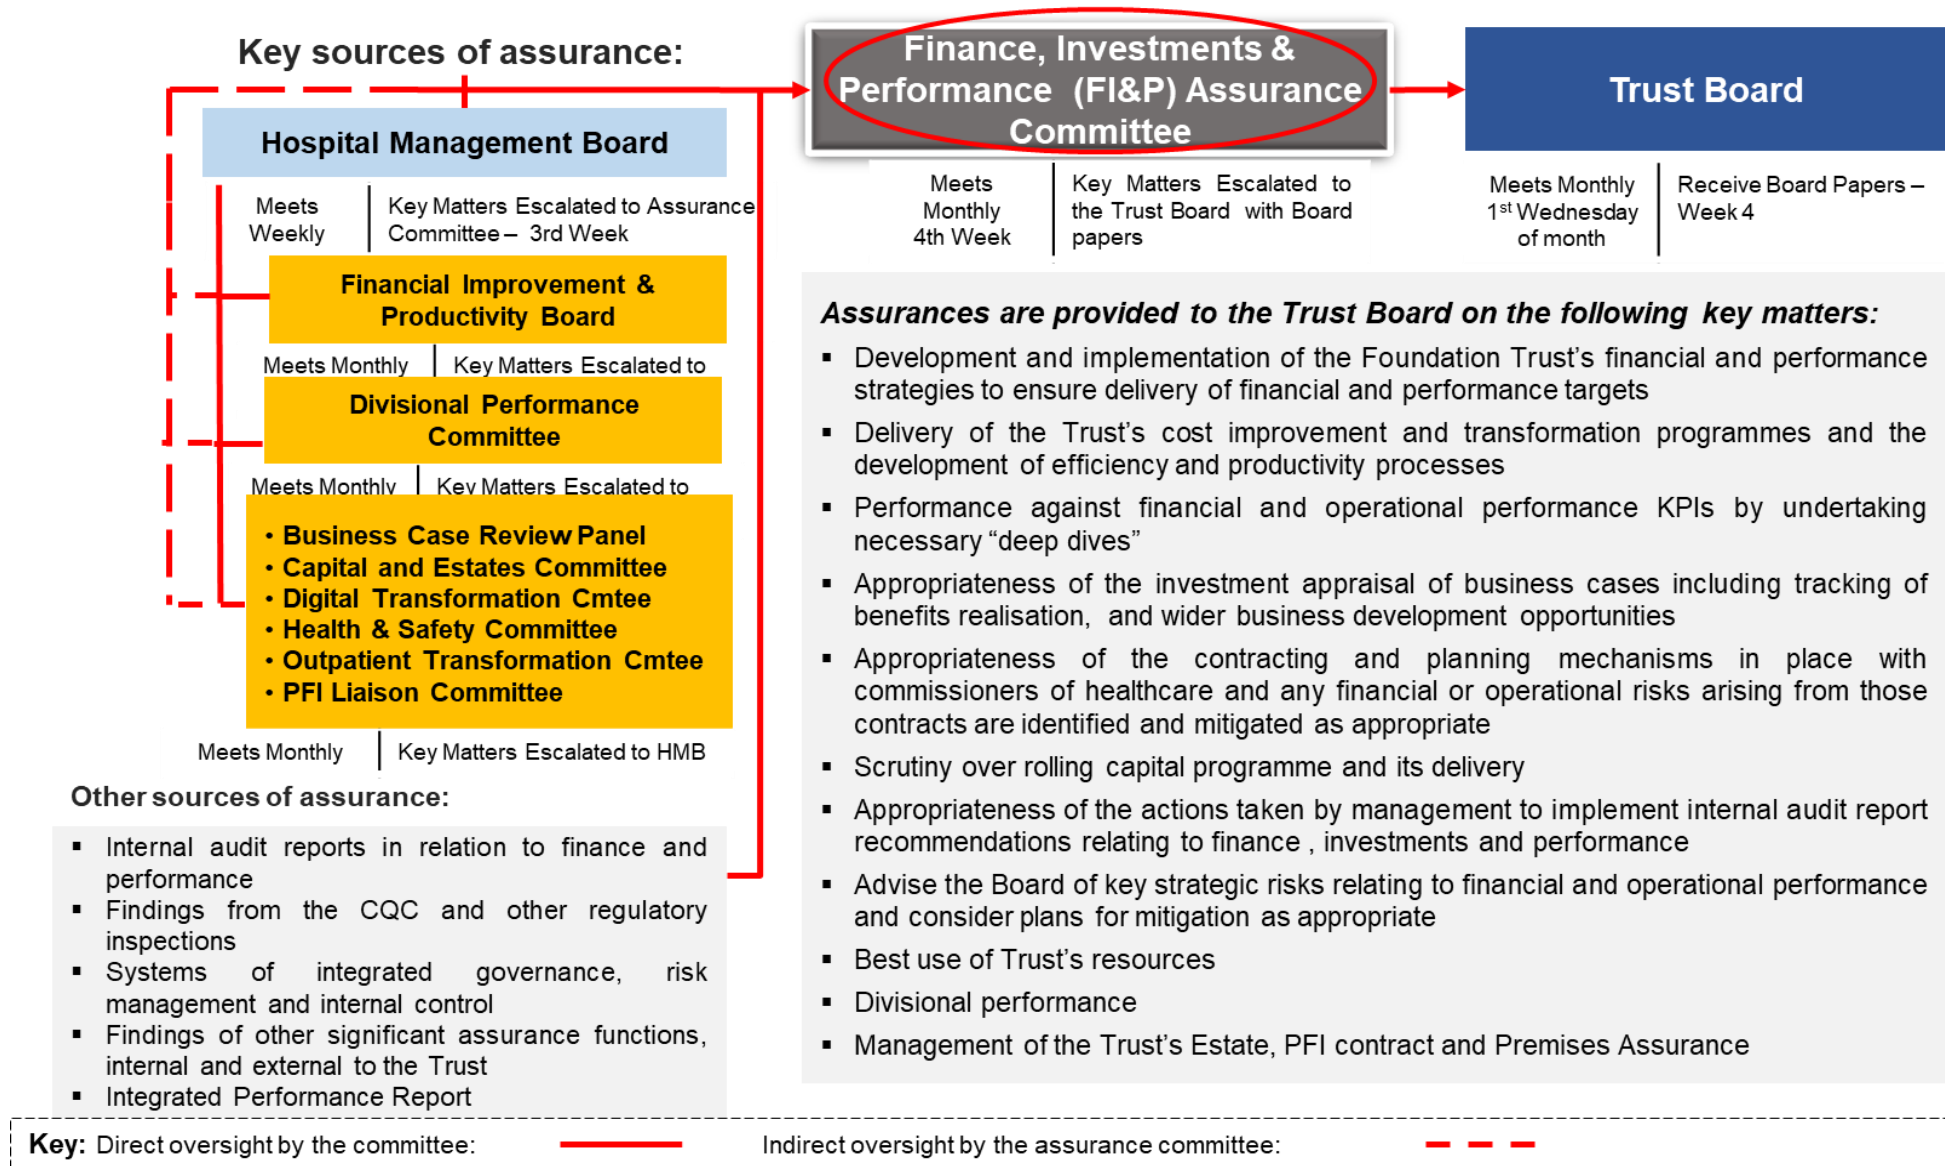 Key sources of assurance:
Hospital Management Board
Meets
Weekly
Key Matters Escalated to Assurance
Committee – 3rd Week
Financial Improvement &
Productivity Board
Meets Monthly
Key Matters Escalated to
Divisional Performance
Committee
Meets Monthly
Key Matters Escalated to
• Business Case Review Panel
• Capital and Estates Committee
• Digital Transformation Cmtee
• Health & Safety Committee
• Outpatient Transformation Cmtee
• PFI Liaison Committee
Meets Monthly
Key Matters Escalated to HMB
Other sources of assurance:
▪ Internal audit reports in relation to finance and
performance
▪ Findings from the CQC and other regulatory
inspections
▪ Systems of integrated governance, risk
management and internal control
▪ Findings of other significant assurance functions,
internal and external to the Trust
▪ Integrated Performance Report
Finance, Investments &
Performance (FI&P) Assurance
Committee
Meets
Monthly
4th Week
Key Matters Escalated to
the Trust Board with Board
papers
Trust Board
Meets Monthly
1st Wednesday
of month
Receive Board Papers –
Week 4
Assurances are provided to the Trust Board on the following key matters:
▪ Development and implementation of the Foundation Trust’s financial and performance
strategies to ensure delivery of financial and performance targets
▪ Delivery of the Trust’s cost improvement and transformation programmes and the
development of efficiency and productivity processes
▪ Performance against financial and operational performance KPIs by undertaking
necessary “deep dives”
▪ Appropriateness of the investment appraisal of business cases including tracking of
benefits realisation, and wider business development opportunities
▪ Appropriateness of the contracting and planning mechanisms in place with
commissioners of healthcare and any financial or operational risks arising from those
contracts are identified and mitigated as appropriate
▪ Scrutiny over rolling capital programme and its delivery
▪ Appropriateness of the actions taken by management to implement internal audit report
recommendations relating to finance , investments and performance
▪ Advise the Board of key strategic risks relating to financial and operational performance
and consider plans for mitigation as appropriate
▪ Best use of Trust’s resources
▪ Divisional performance
▪ Management of the Trust’s Estate, PFI contract and Premises Assurance
Key: Direct oversight by the committee:
Indirect oversight by the assurance committee: